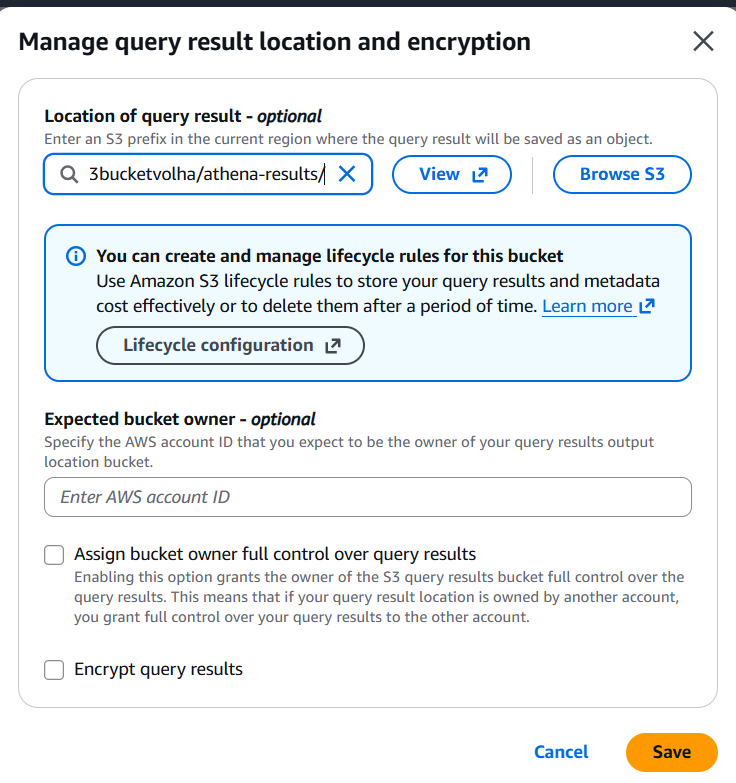 Manage query result location and encryption
Location of query result - optional
Enter an S3 prefix in the current region where the query result will be saved as an object.
3bucketvolha/athena-results/
View
Browse S3
You can create and manage lifecycle rules for this bucket
Use Amazon S3 lifecycle rules to store your query results and metadata
cost effectively or to delete them after a period of time. Learn more
Lifecycle configuration
Expected bucket owner - optional
Specify the AWS account ID that you expect to be the owner of your query results output
location bucket.
Enter AWS account ID
Assign bucket owner full control over query results
Enabling this option grants the owner of the S3 query results bucket full control over the
query results. This means that if your query result location is owned by another account,
you grant full control over your query results to the other account.
Encrypt query results
Cancel
Save